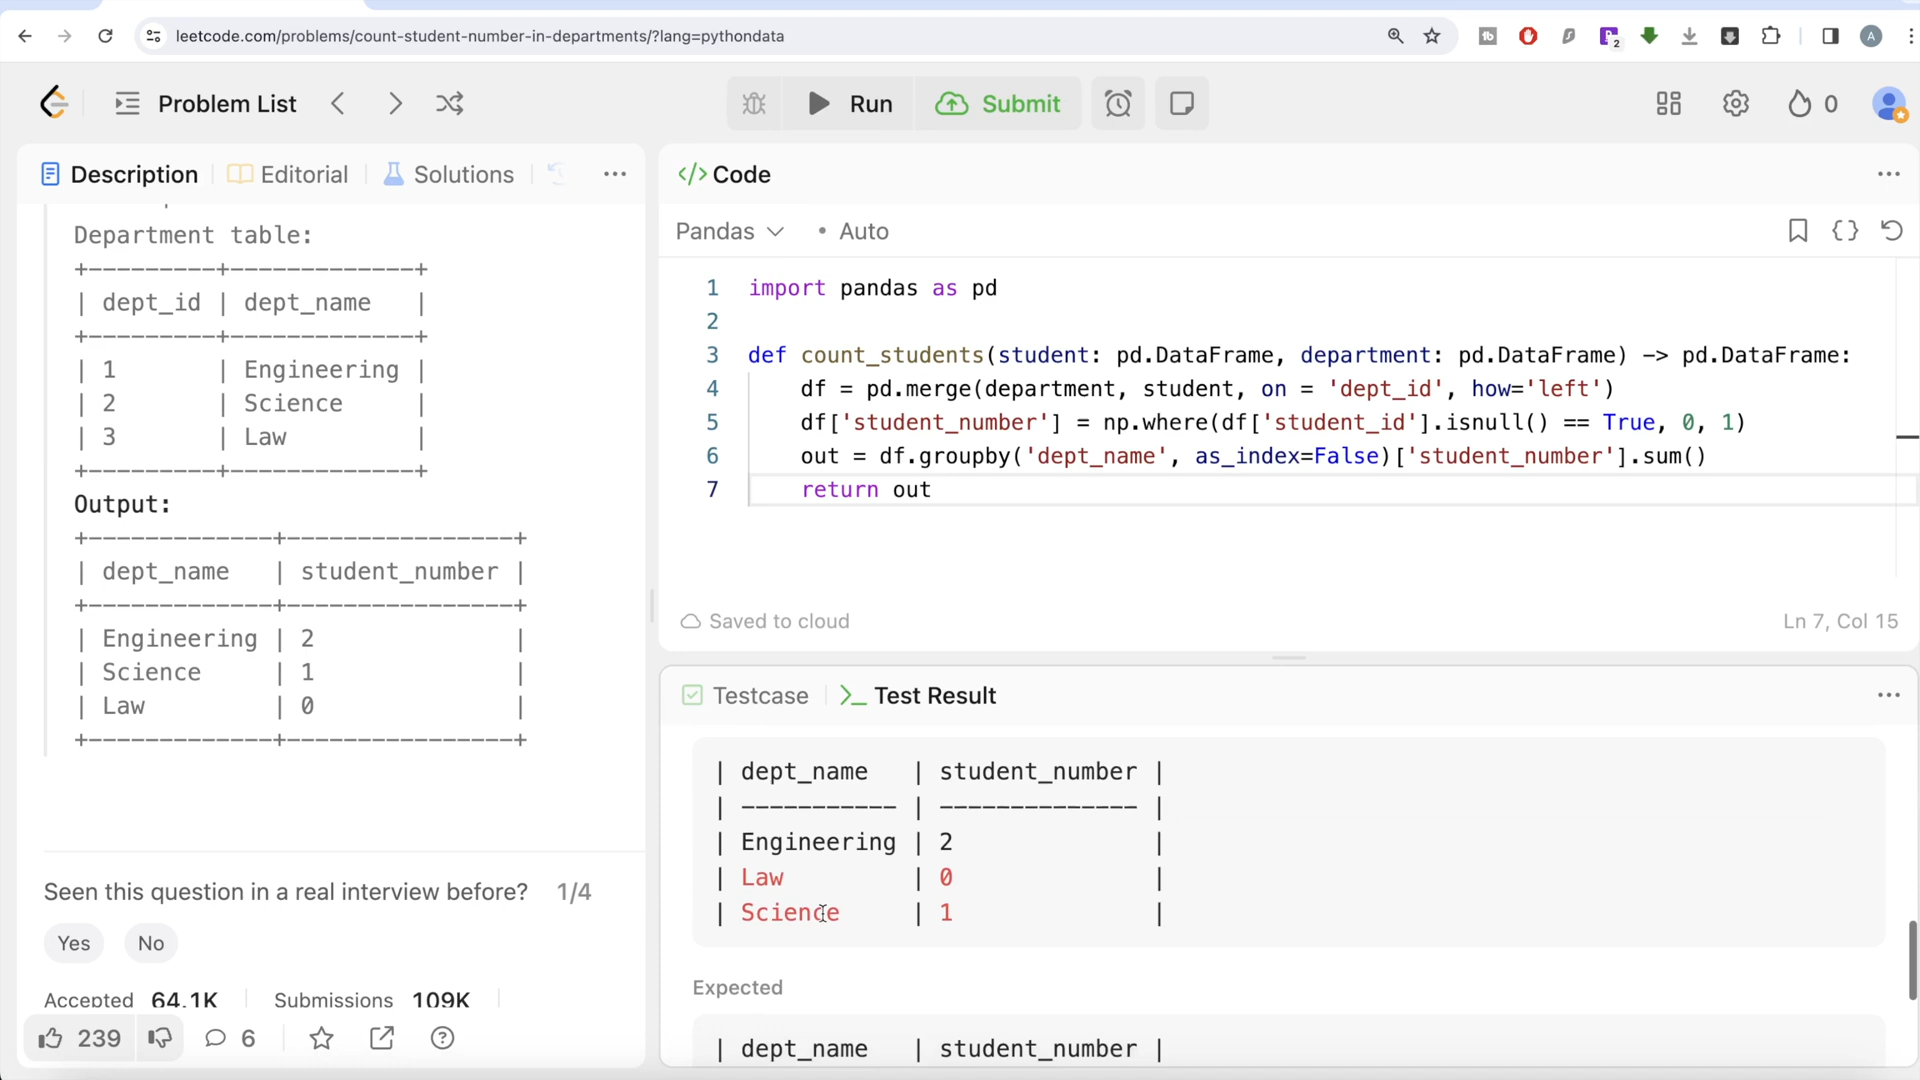 leetcode.com/problems/count-student-number-in-departments/?lang=pythondata
2
A
Problem List
Run
Submit
0
Description
Editorial
Solutions
Department table:
+---------+-------------+
| dept_id | dept_name   |
+---------+-------------+
| 1       | Engineering |
| 2       | Science     |
| 3       | Law         |
+---------+-------------+
Output:
+-------------+----------------+
| dept_name   | student_number |
+-------------+----------------+
| Engineering | 2              |
| Science     | 1              |
| Law         | 0              |
+-------------+----------------+
Seen this question in a real interview before? 1/4
Yes No
Accepted 64.1K Submissions 109K
239
6
</> Code
Pandas • Auto
1 import pandas as pd
2
3 def count_students(student: pd.DataFrame, department: pd.DataFrame) -> pd.DataFrame:
4     df = pd.merge(department, student, on = 'dept_id', how='left')
5     df['student_number'] = np.where(df['student_id'].isnull() == True, 0, 1)
6     out = df.groupby('dept_name', as_index=False)['student_number'].sum()
7     return out
Saved to cloud
Ln 7, Col 15
Testcase
>_ Test Result
| dept_name   | student_number |
| ----------- | -------------- |
| Engineering | 2              |
| Law         | 0              |
| Science     | 1              |
Expected
| dept_name   | student_number |